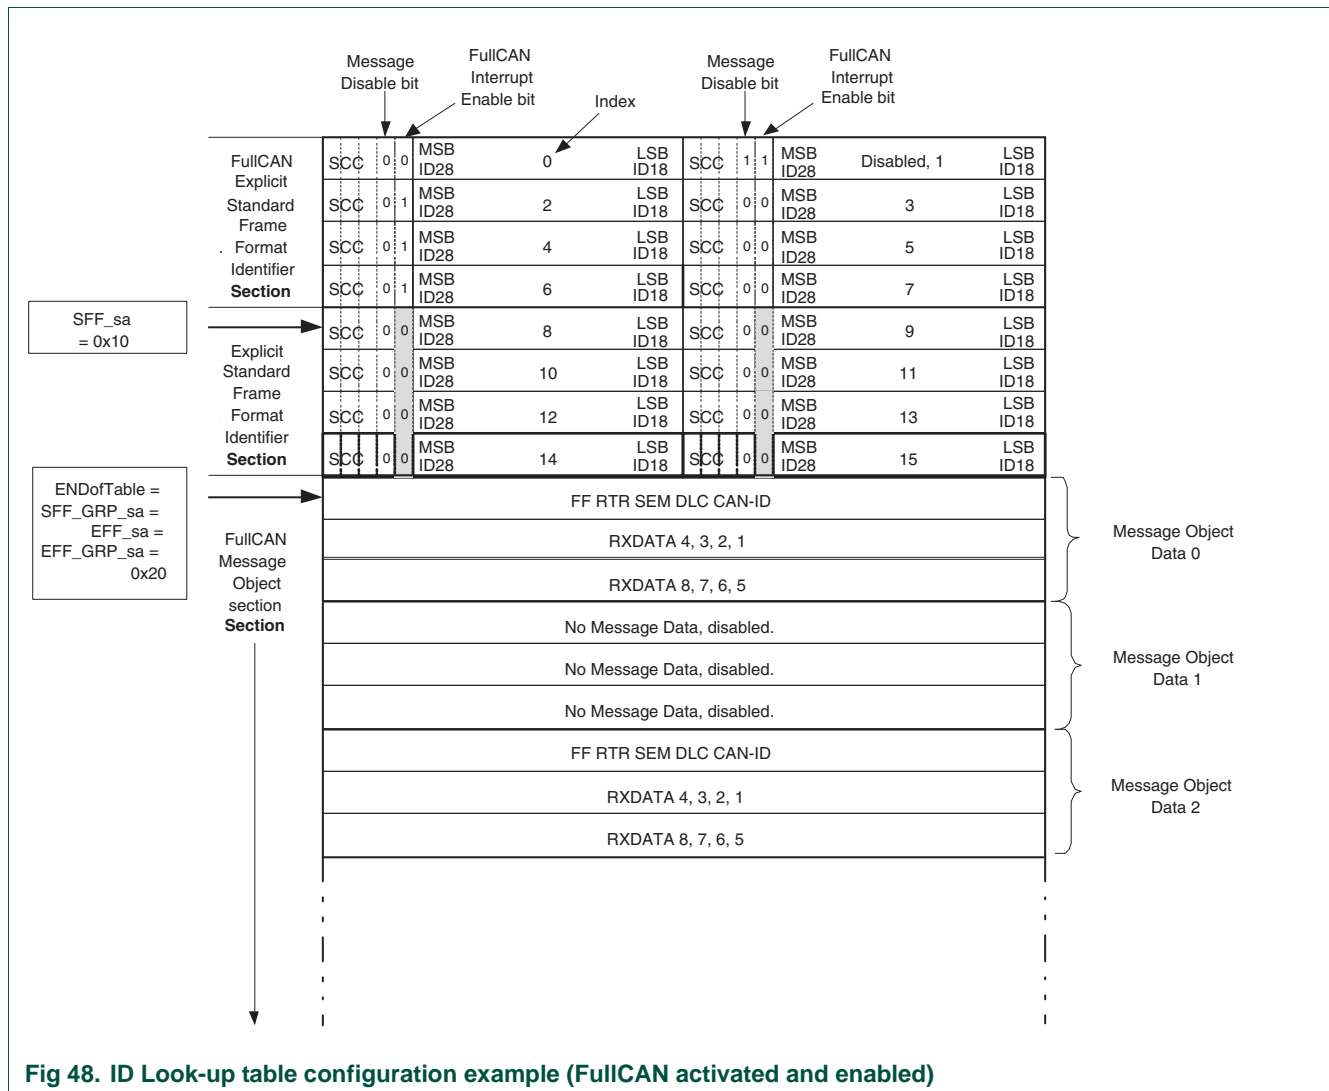 Message
Disable bit
FullCAN
Interrupt
Enable bit
Index
Message
Disable bit
FullCAN
Interrupt
Enable bit
FullCAN
Explicit
Standard
Frame
. Format
Identifier
Section
SCC 0 0 MSB ID28 0 LSB ID18 SCC 1 1 MSB ID28 Disabled, 1 LSB ID18
SCC 0 1 MSB ID28 2 LSB ID18 SCC 0 0 MSB ID28 3 LSB ID18
SCC 0 1 MSB ID28 4 LSB ID18 SCC 0 0 MSB ID28 5 LSB ID18
SCC 0 1 MSB ID28 6 LSB ID18 SCC 0 0 MSB ID28 7 LSB ID18
SFF_sa
= 0x10
Explicit
Standard
Frame
Format
Identifier
Section
SCC 0 0 MSB ID28 8 LSB ID18 SCC 0 0 MSB ID28 9 LSB ID18
SCC 0 0 MSB ID28 10 LSB ID18 SCC 0 0 MSB ID28 11 LSB ID18
SCC 0 0 MSB ID28 12 LSB ID18 SCC 0 0 MSB ID28 13 LSB ID18
SCC 0 0 MSB ID28 14 LSB ID18 SCC 0 0 MSB ID28 15 LSB ID18
ENDofTable =
SFF_GRP_sa =
EFF_sa =
EFF_GRP_sa =
0x20
FullCAN
Message
Object
section
Section
FF RTR SEM DLC CAN-ID
RXDATA 4, 3, 2, 1
RXDATA 8, 7, 6, 5
Message Object
Data 0
No Message Data, disabled.
No Message Data, disabled.
No Message Data, disabled.
Message Object
Data 1
FF RTR SEM DLC CAN-ID
RXDATA 4, 3, 2, 1
RXDATA 8, 7, 6, 5
Message Object
Data 2
Fig 48. ID Look-up table configuration example (FullCAN activated and enabled)